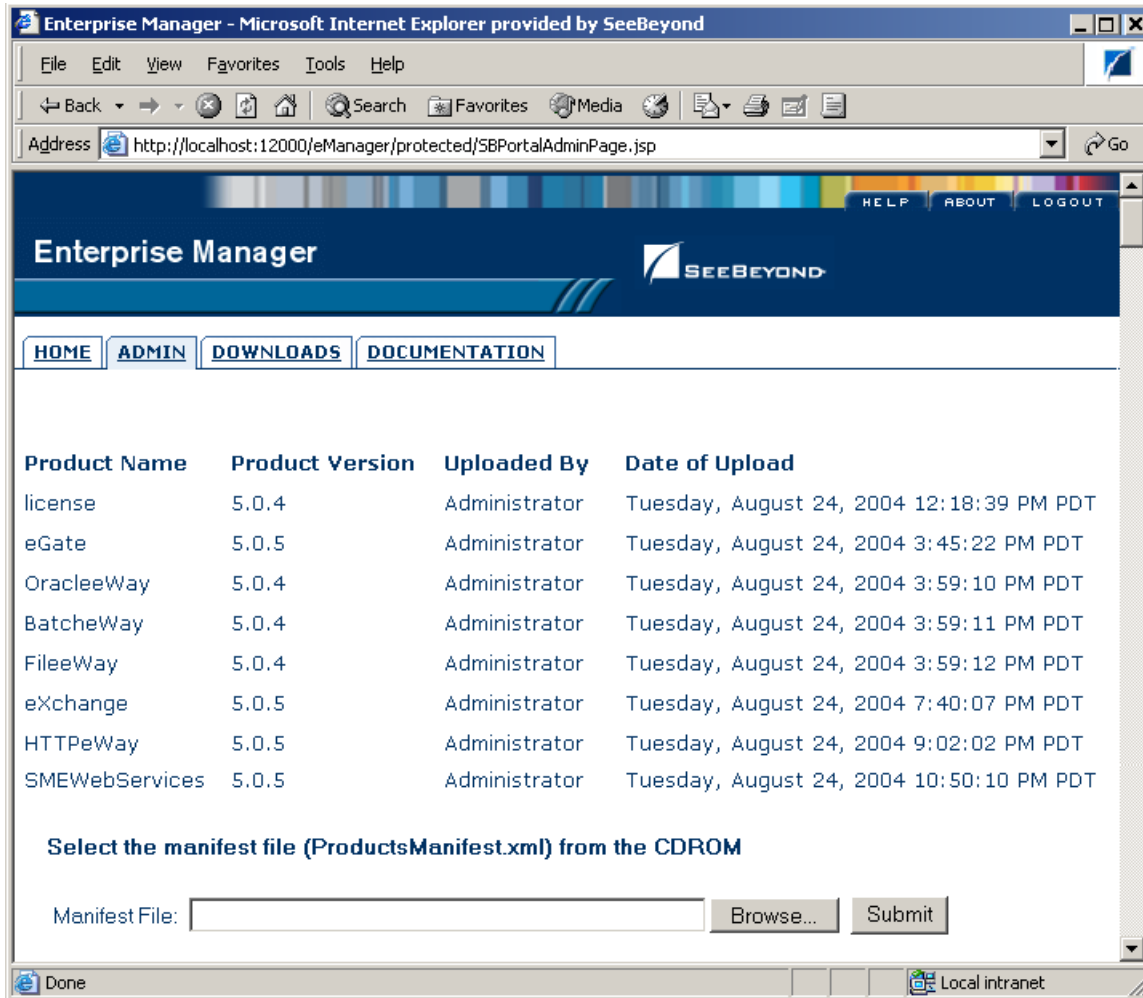 Enterprise Manager - Microsoft Internet Explorer provided by SeeBeyond
File Edit View Favorites Tools Help
Back Search Favorites Media
Address http://localhost:12000/eManager/protected/SBPortalAdminPage.jsp Go
HELP ABOUT LOGOUT
Enterprise Manager SEEBEYOND
HOME ADMIN DOWNLOADS DOCUMENTATION
Product Name Product Version Uploaded By Date of Upload
license 5.0.4 Administrator Tuesday, August 24, 2004 12:18:39 PM PDT
eGate 5.0.5 Administrator Tuesday, August 24, 2004 3:45:22 PM PDT
OracleeWay 5.0.4 Administrator Tuesday, August 24, 2004 3:59:10 PM PDT
BatcheWay 5.0.4 Administrator Tuesday, August 24, 2004 3:59:11 PM PDT
FileeWay 5.0.4 Administrator Tuesday, August 24, 2004 3:59:12 PM PDT
eXchange 5.0.5 Administrator Tuesday, August 24, 2004 7:40:07 PM PDT
HTTPeWay 5.0.5 Administrator Tuesday, August 24, 2004 9:02:02 PM PDT
SMEWebServices 5.0.5 Administrator Tuesday, August 24, 2004 10:50:10 PM PDT
Select the manifest file (ProductsManifest.xml) from the CDROM
Manifest File: Browse... Submit
Done Local intranet